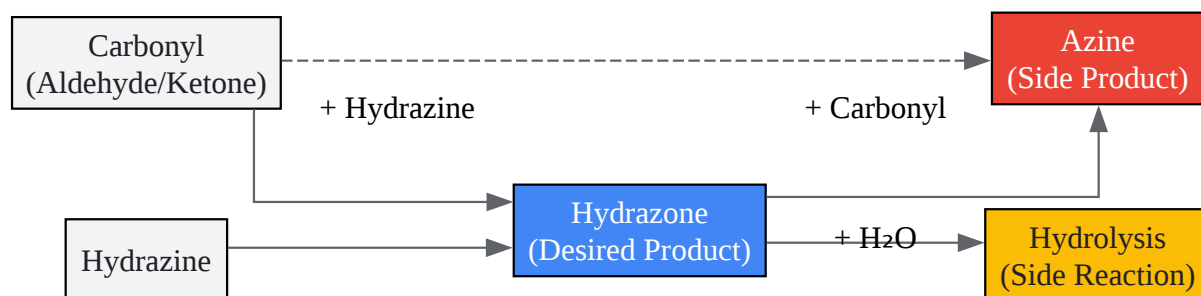 Carbonyl
(Aldehyde/Ketone)
Azine
(Side Product)
+ Hydrazine
+ Carbonyl
Hydrazone
(Desired Product)
Hydrazine
+ H₂O
Hydrolysis
(Side Reaction)